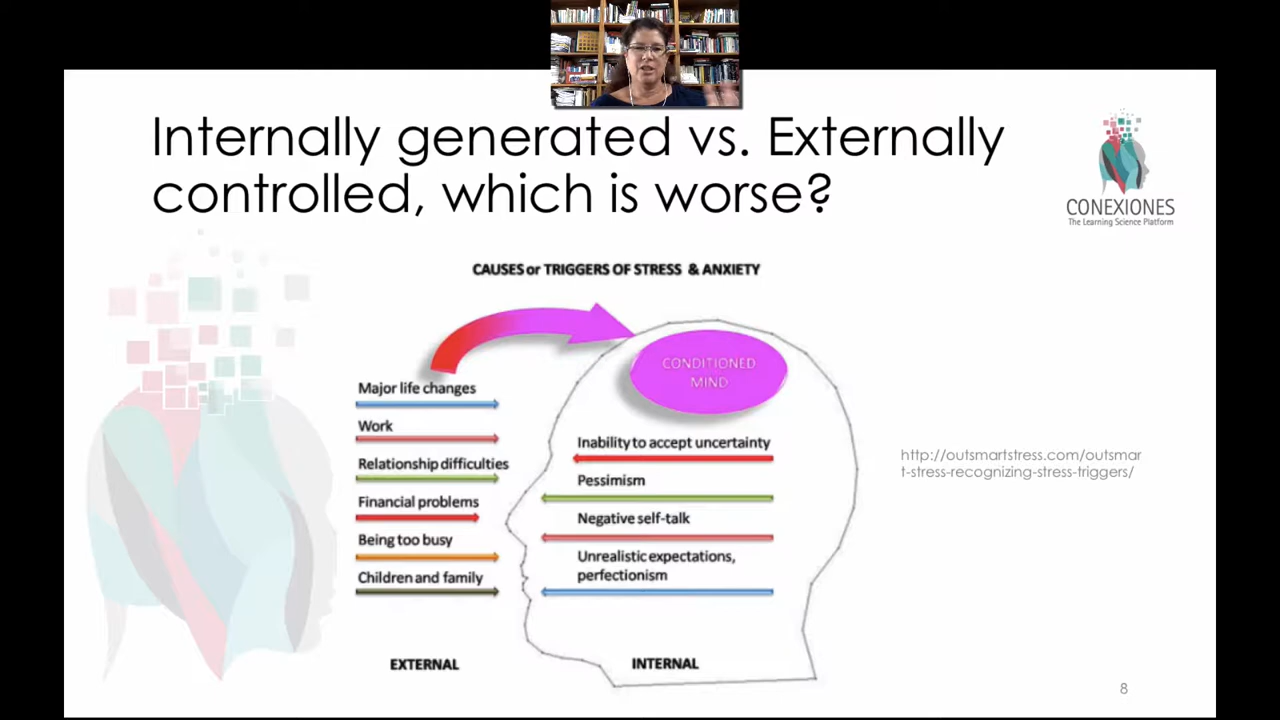 Internally generated vs. Externally
controlled, which is worse?
CONEXIONES
The Learning Science Platform
CAUSES or TRIGGERS OF STRESS & ANXIETY
CONDITIONED
MIND
Major life changes
Work
Relationship difficulties
Financial problems
Being too busy
Children and family
EXTERNAL
Inability to accept uncertainty
Pessimism
Negative self-talk
Unrealistic expectations,
perfectionism
INTERNAL
http://outsmartstress.com/outsmar
t-stress-recognizing-stress-triggers/
8